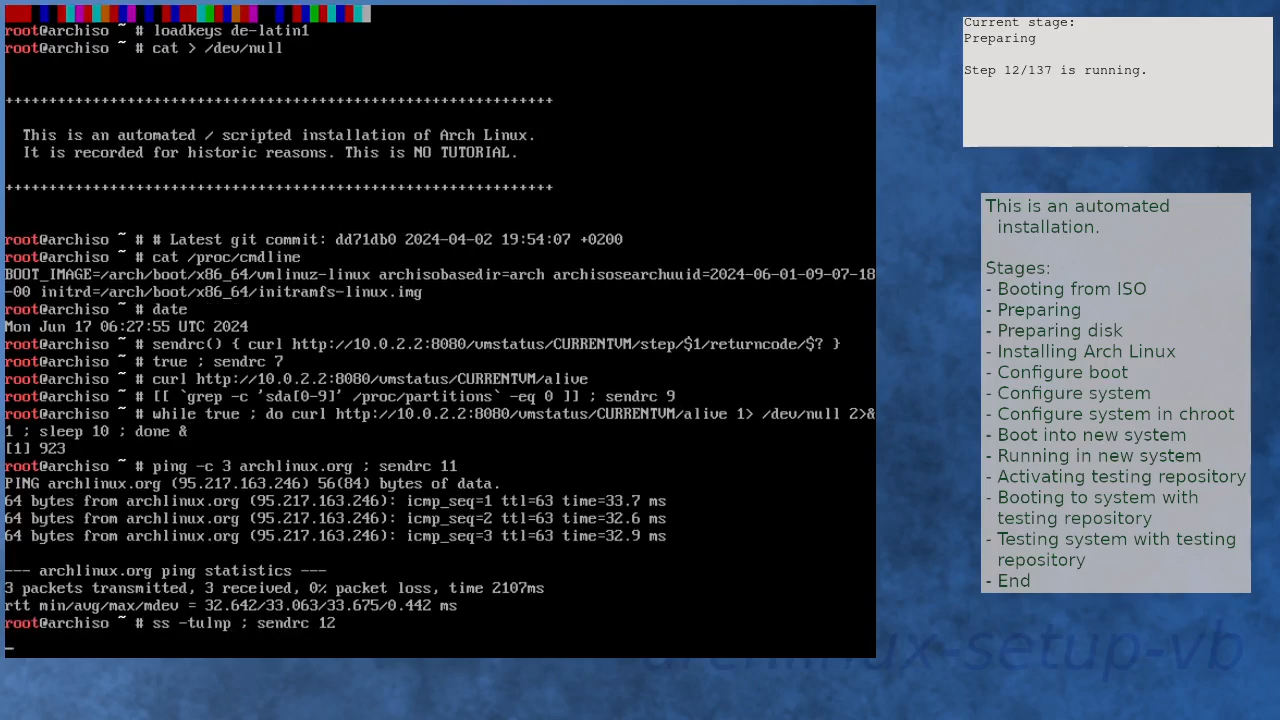 root@archiso ~ # loadkeys de-latin1
root@archiso ~ # cat > /dev/null
+++++++++++++++++++++++++++++++++++++++++++++++++++++++++++++++
This is an automated / scripted installation of Arch Linux.
It is recorded for historic reasons. This is NO TUTORIAL.
+++++++++++++++++++++++++++++++++++++++++++++++++++++++++++++++
root@archiso ~ # # Latest git commit: dd71db0 2024-04-02 19:54:07 +0200
root@archiso ~ # cat /proc/cmdline
BOOT_IMAGE=/arch/boot/x86_64/vmlinuz-linux archisobasedir=arch archisosearchuuid=2024-06-01-09-07-18
-00 initrd=/arch/boot/x86_64/initramfs-linux.img
root@archiso ~ # date
Mon Jun 17 06:27:55 UTC 2024
root@archiso ~ # sendrc() { curl http://10.0.2.2:8080/vmstatus/CURRENTVM/step/$1/returncode/$? }
root@archiso ~ # true ; sendrc 7
root@archiso ~ # curl http://10.0.2.2:8080/vmstatus/CURRENTVM/alive
root@archiso ~ # [[ `grep -c 'sda[0-9]' /proc/partitions` -eq 0 ]] ; sendrc 9
root@archiso ~ # while true ; do curl http://10.0.2.2:8080/vmstatus/CURRENTVM/alive 1> /dev/null 2>&
1 ; sleep 10 ; done &
[1] 923
root@archiso ~ # ping -c 3 archlinux.org ; sendrc 11
PING archlinux.org (95.217.163.246) 56(84) bytes of data.
64 bytes from archlinux.org (95.217.163.246): icmp_seq=1 ttl=63 time=33.7 ms
64 bytes from archlinux.org (95.217.163.246): icmp_seq=2 ttl=63 time=32.6 ms
64 bytes from archlinux.org (95.217.163.246): icmp_seq=3 ttl=63 time=32.9 ms
--- archlinux.org ping statistics ---
3 packets transmitted, 3 received, 0% packet loss, time 2107ms
rtt min/avg/max/mdev = 32.642/33.063/33.675/0.442 ms
root@archiso ~ # ss -tulnp ; sendrc 12
Current stage:
Preparing
Step 12/137 is running.
This is an automated
installation.
Stages:
- Booting from ISO
- Preparing
- Preparing disk
- Installing Arch Linux
- Configure boot
- Configure system
- Configure system in chroot
- Boot into new system
- Running in new system
- Activating testing repository
- Booting to system with
testing repository
- Testing system with testing
repository
- End
archlinux-setup-vb